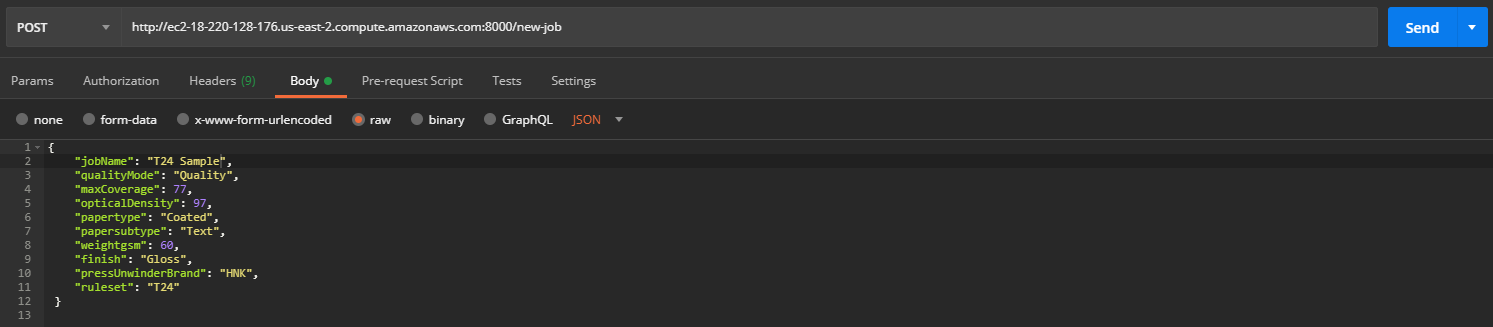 POST http://ec2-18-220-128-176.us-east-2.compute.amazonaws.com:8000/new-job Send
Params Authorization Headers (9) Body Pre-request Script Tests Settings
none form-data x-www-form-urlencoded raw binary GraphQL JSON
1 {
2 "jobName": "T24 Sample",
3 "qualityMode": "Quality",
4 "maxCoverage": 77,
5 "opticalDensity": 97,
6 "papertype": "Coated",
7 "papersubtype": "Text",
8 "weightgsm": 60,
9 "finish": "Gloss",
10 "pressUnwinderBrand": "HNK",
11 "ruleset": "T24"
12 }
13